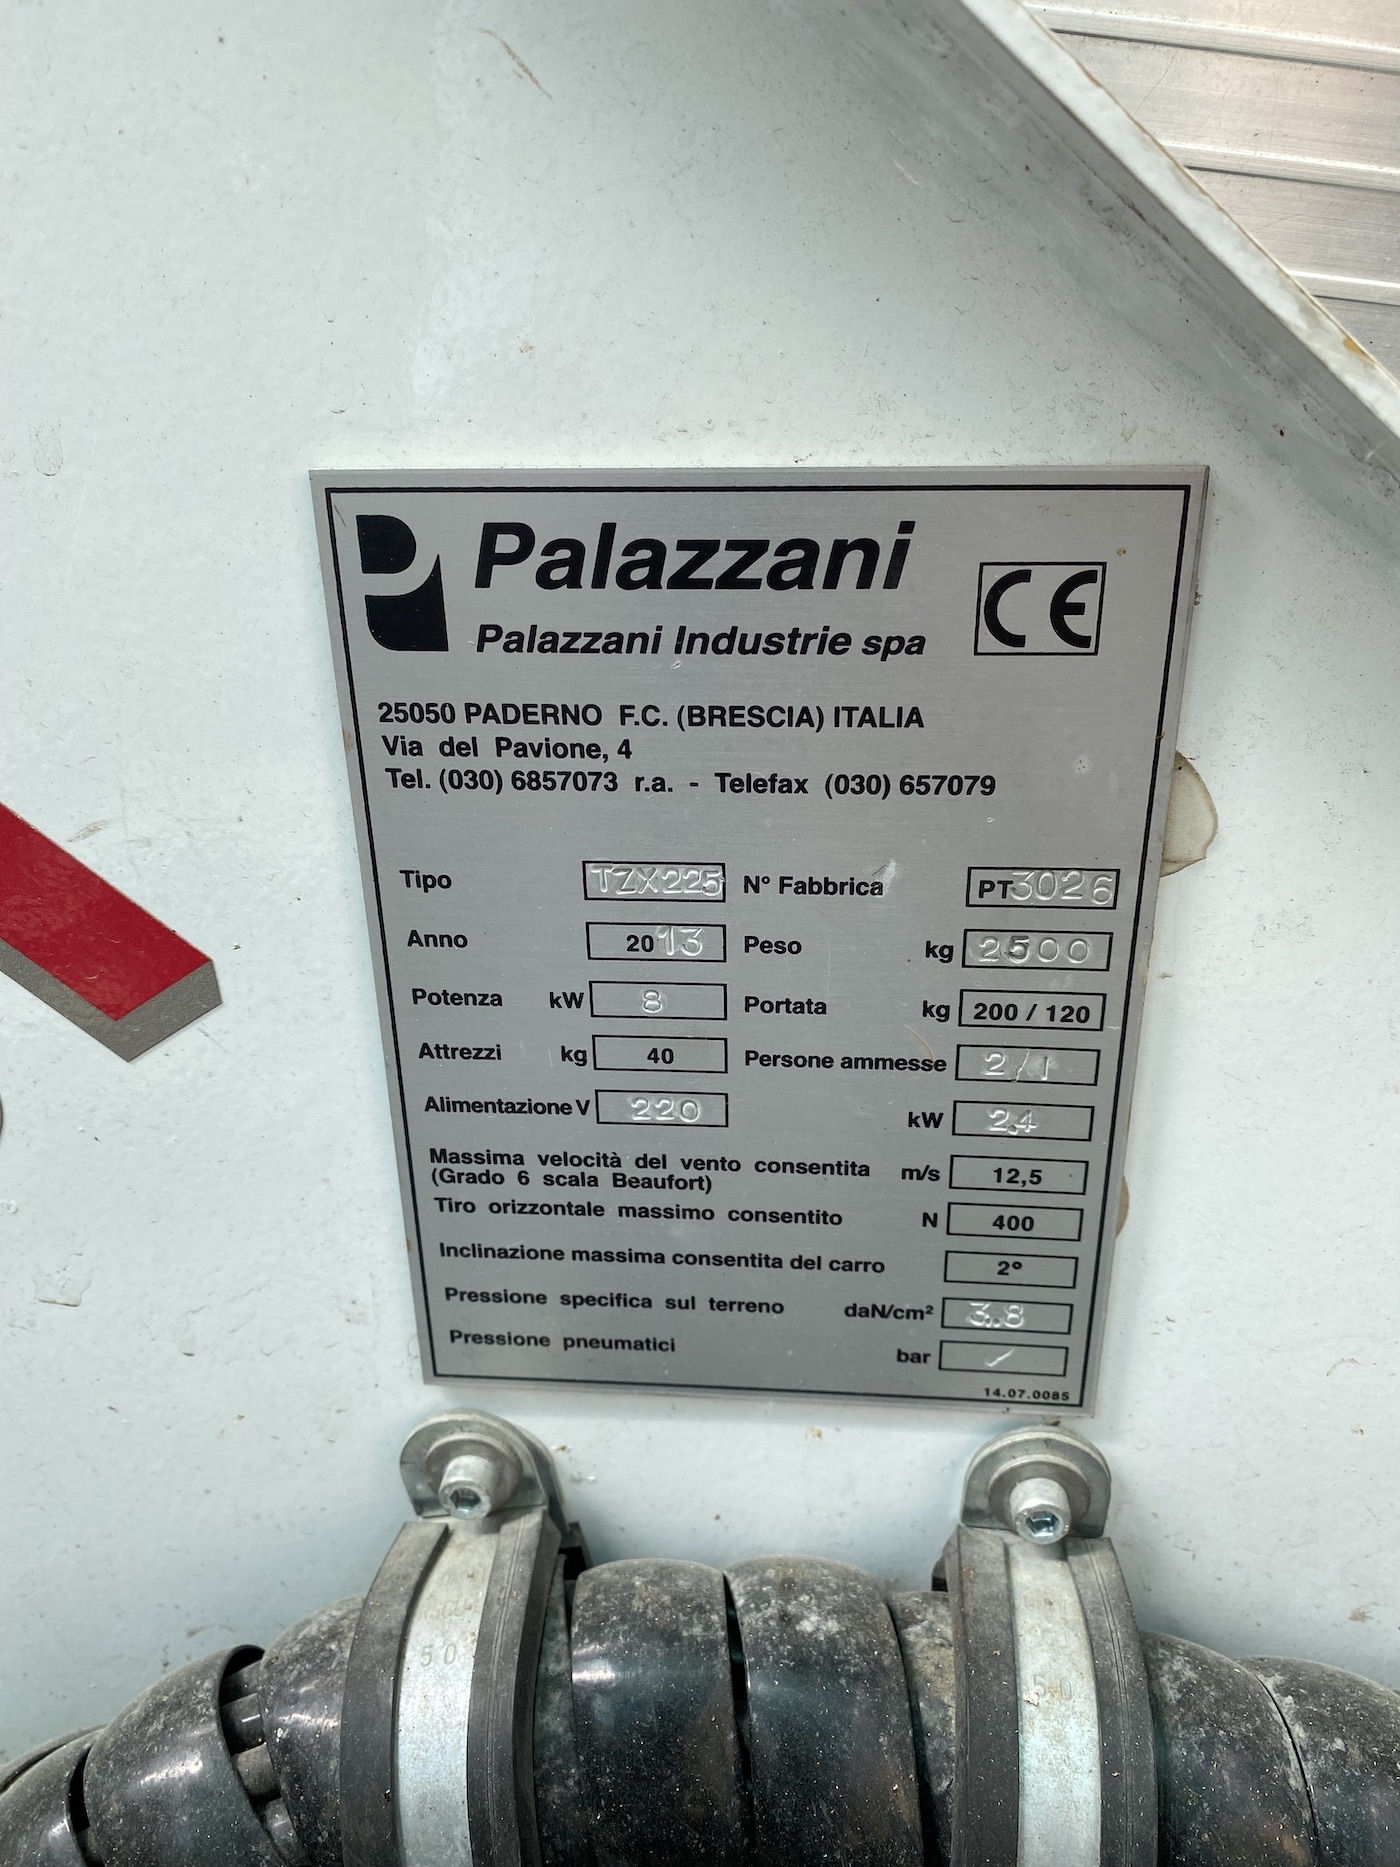 Palazzani
Palazzani Industrie spa
CE
25050 PADERNO F.C. (BRESCIA) ITALIA
Via del Pavione, 4
Tel. (030) 6857073 r.a. - Telefax (030) 657079
Tipo TZX225 N° Fabbrica PT3026
Anno 2013 Peso kg 2500
Potenza kW 8 Portata kg 200 / 120
Attrezzi kg 40 Persone ammesse 2/1
Alimentazione V 220 kW 2,4
Massima velocità del vento consentita m/s 12,5
(Grado 6 scala Beaufort)
Tiro orizzontale massimo consentito N 400
Inclinazione massima consentita del carro 2°
Pressione specifica sul terreno daN/cm² 3,8
Pressione pneumatici bar /
14.07.0085
50
50